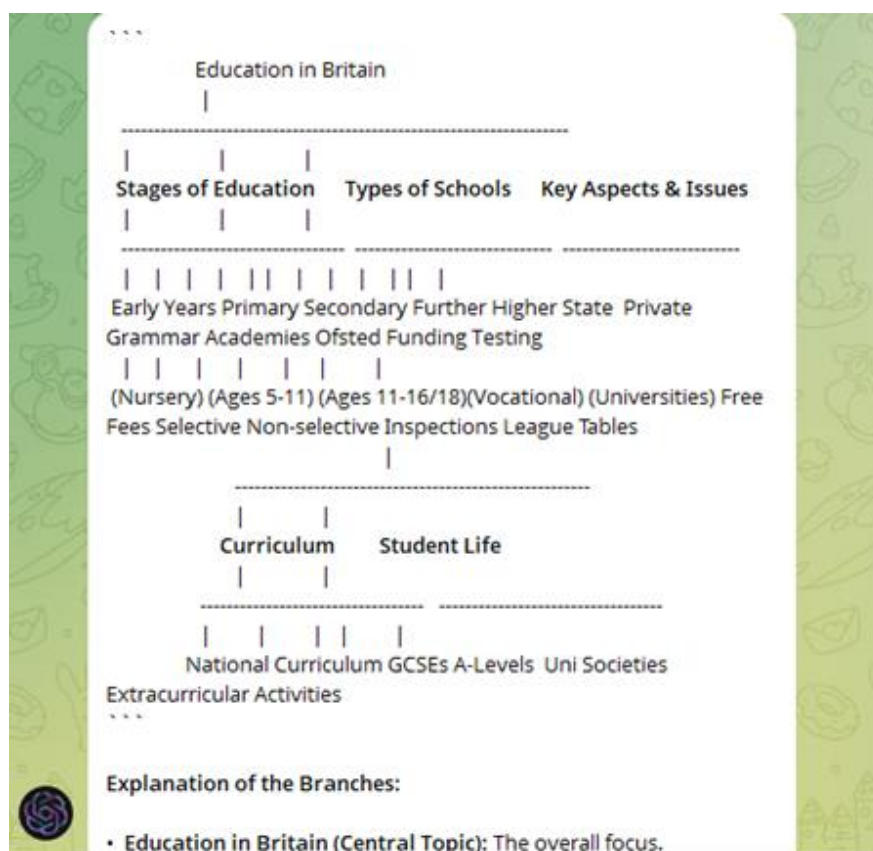 ```
Education in Britain
|
--------------------------------------------------------------------
| | |
Stages of Education Types of Schools Key Aspects & Issues
| | |
---------------------------------- ------------------------------ ---------------------------
| | | | | | | | | | | |
Early Years Primary Secondary Further Higher State Private
Grammar Academies Ofsted Funding Testing
| | | | | | |
(Nursery) (Ages 5-11) (Ages 11-16/18)(Vocational) (Universities) Free
Fees Selective Non-selective Inspections League Tables
|
------------------------------------------------------
| |
Curriculum Student Life
| |
---------------------------------- ----------------------------------
| | | | |
National Curriculum GCSEs A-Levels Uni Societies
Extracurricular Activities
```
Explanation of the Branches:
• Education in Britain (Central Topic): The overall focus.